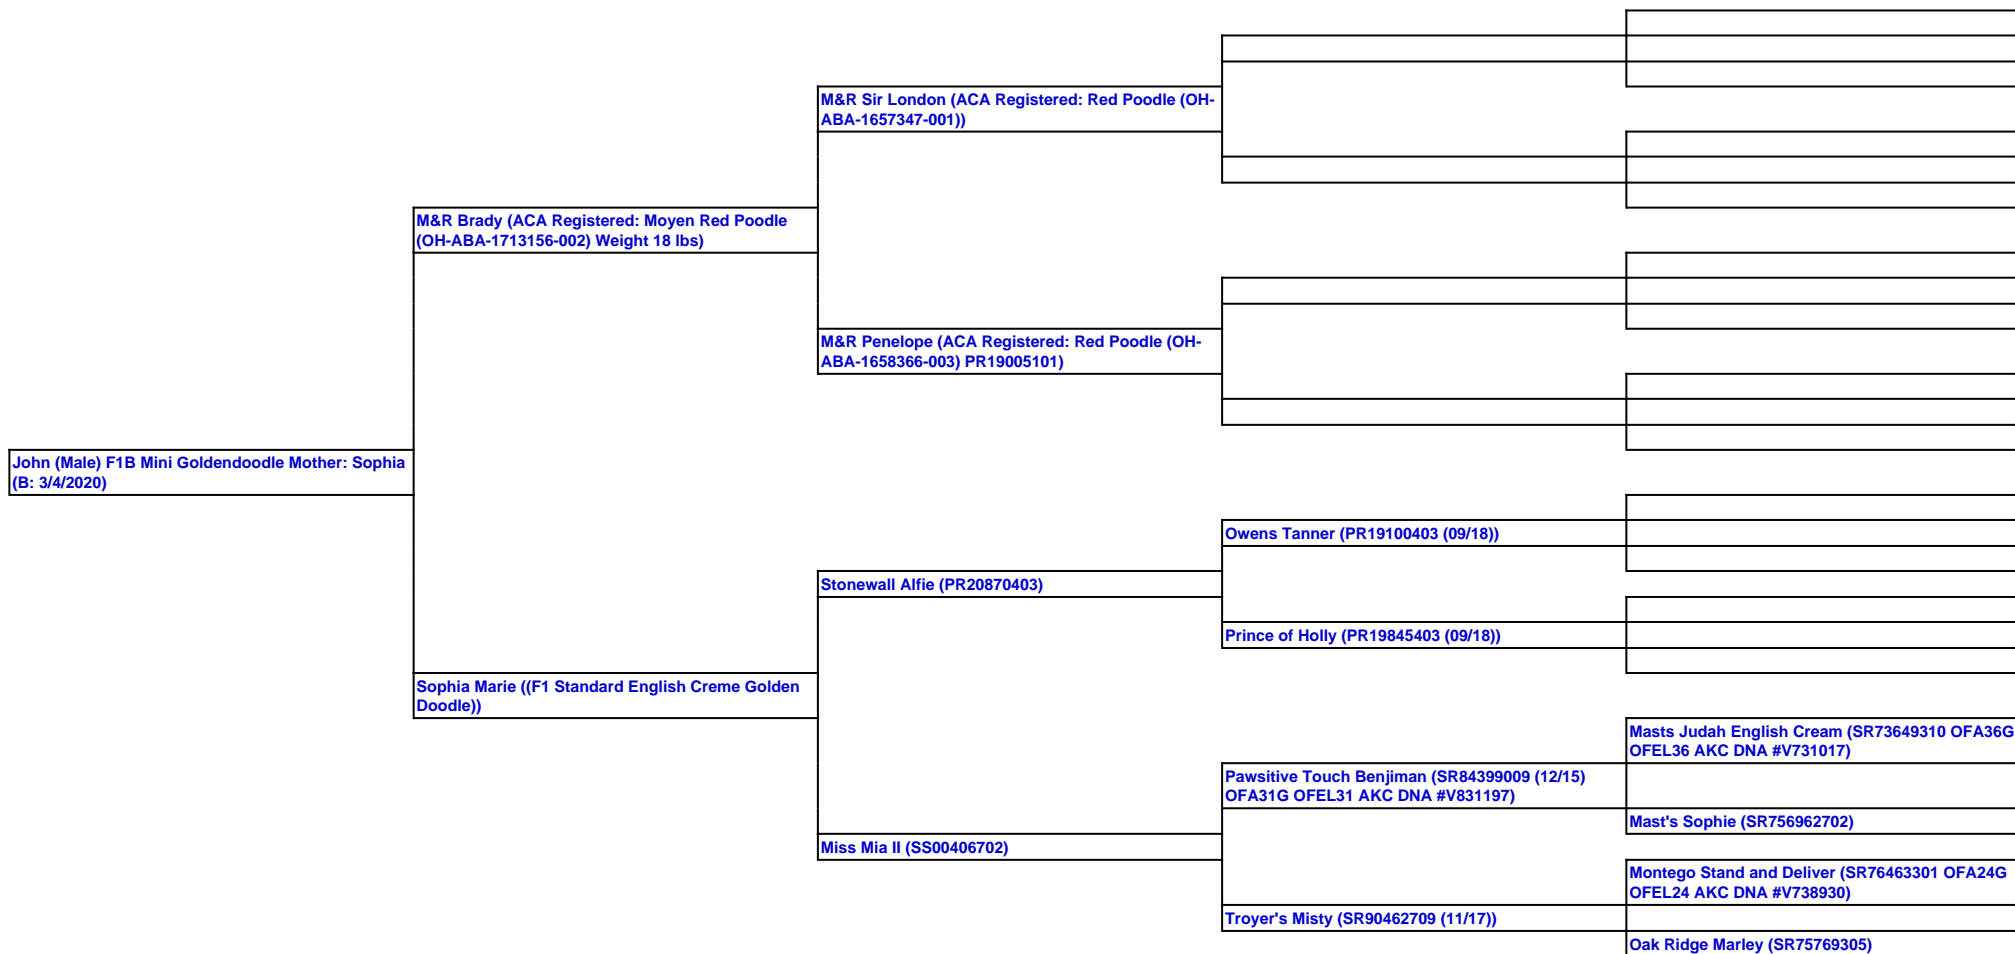 M&R Sir London (ACA Registered: Red Poodle (OH-
ABA-1657347-001))
M&R Brady (ACA Registered: Moyen Red Poodle
(OH-ABA-1713156-002) Weight 18 lbs)
M&R Penelope (ACA Registered: Red Poodle (OH-
ABA-1658366-003) PR19005101)
John (Male) F1B Mini Goldendoodle Mother: Sophia
(B: 3/4/2020)
Owens Tanner (PR19100403 (09/18))
Stonewall Alfie (PR20870403)
Prince of Holly (PR19845403 (09/18))
Sophia Marie ((F1 Standard English Creme Golden
Doodle))
Masts Judah English Cream (SR73649310 OFA36G
OFEL36 AKC DNA #V731017)
Pawsitive Touch Benjiman (SR84399009 (12/15)
OFA31G OFEL31 AKC DNA #V831197)
Mast's Sophie (SR756962702)
Miss Mia II (SS00406702)
Montego Stand and Deliver (SR76463301 OFA24G
OFEL24 AKC DNA #V738930)
Troyer's Misty (SR90462709 (11/17))
Oak Ridge Marley (SR75769305)